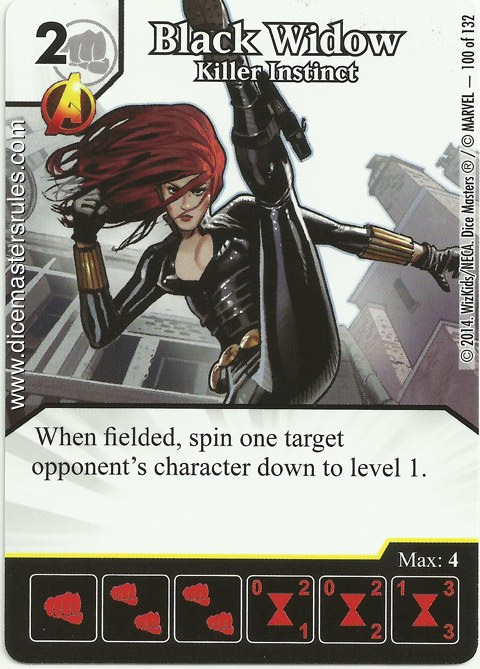 2
Black Widow
Killer Instinct
© 2014. WizKids/NECA. Dice Masters ® / © MARVEL — 100 of 132
A
www.dicemastersrules.com
When fielded, spin one target
opponent's character down to level 1.
Max: 4
0 2 1
0 2 2
1 3 3